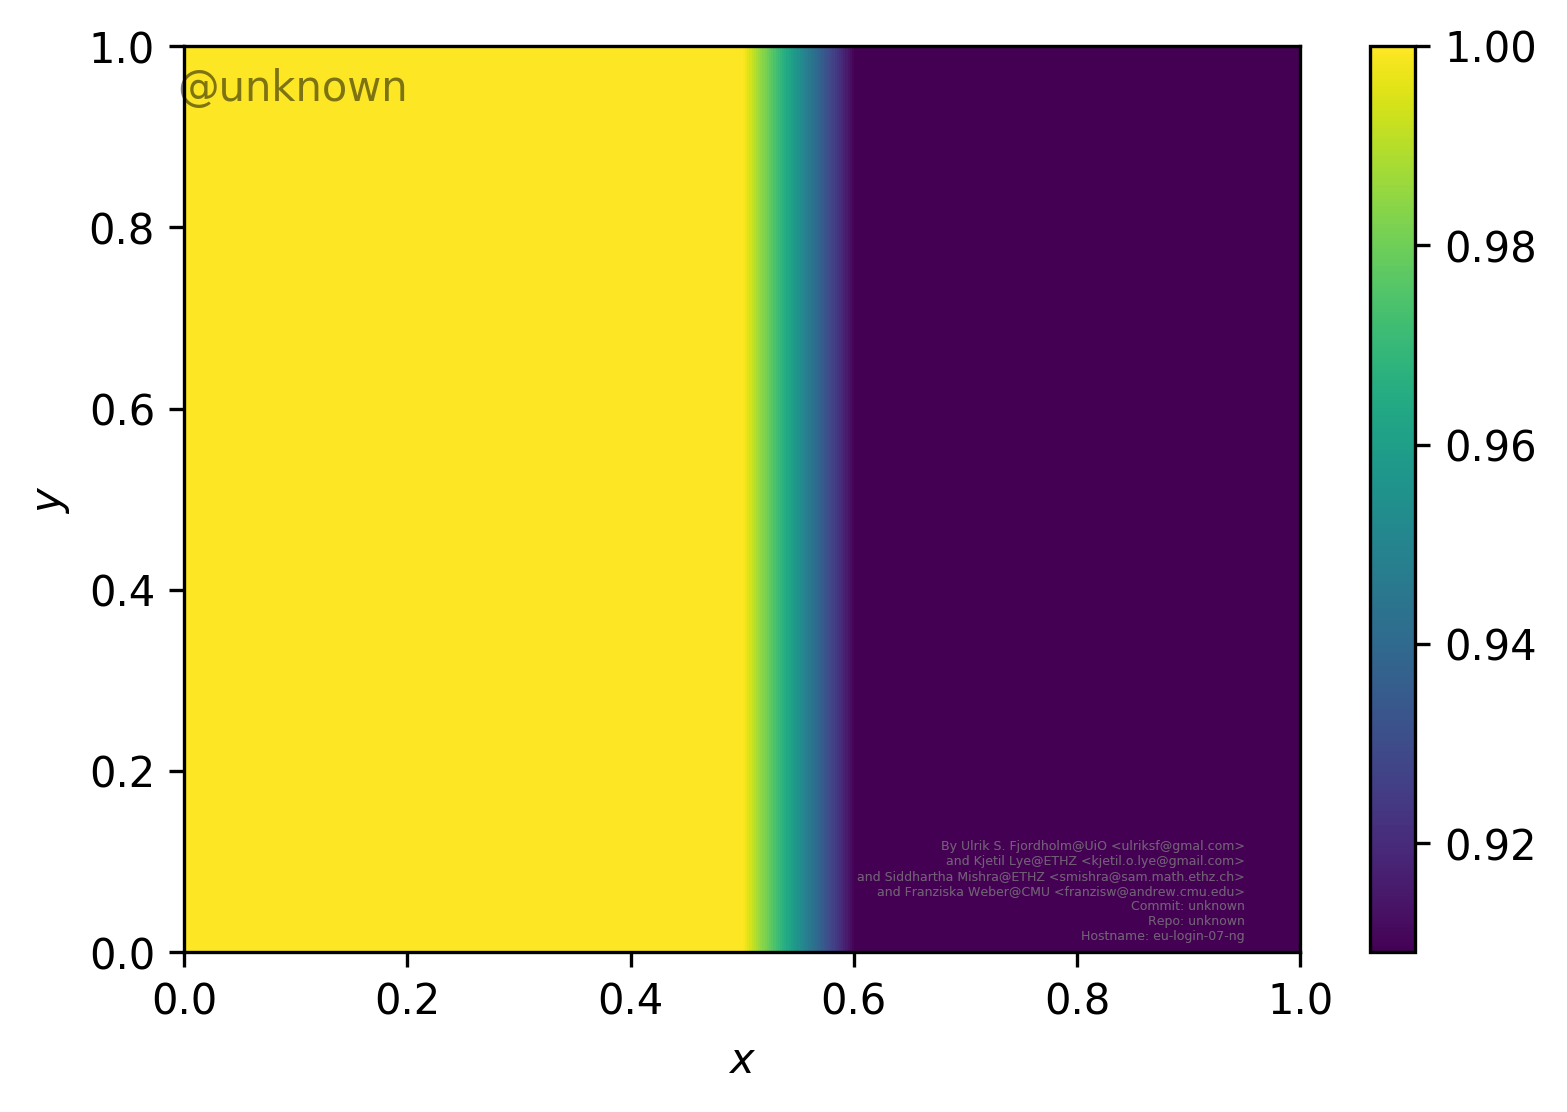 @unknown
1.0
0.8
0.6
0.4
0.2
0.0
y
0.0 0.2 0.4 0.6 0.8 1.0
x
1.00
0.98
0.96
0.94
0.92
By Ulrik S. Fjordholm@UiO <ulriksf@gmal.com>
and Kjetil Lye@ETHZ <kjetil.o.lye@gmail.com>
and Siddhartha Mishra@ETHZ <smishra@sam.math.ethz.ch>
and Franziska Weber@CMU <franzisw@andrew.cmu.edu>
Commit: unknown
Repo: unknown
Hostname: eu-login-07-ng